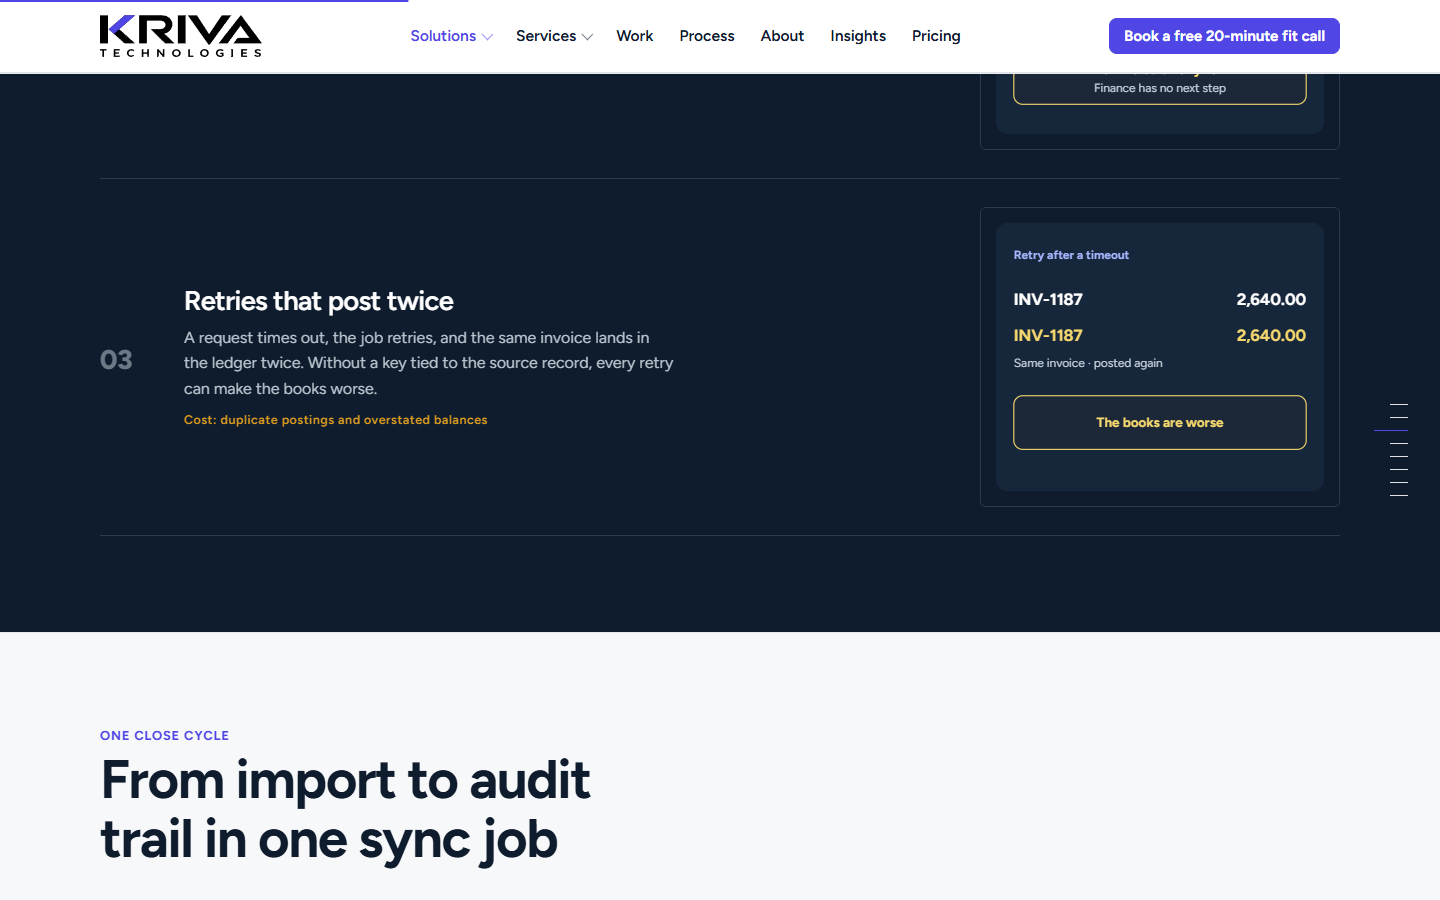 KRIVA
TECHNOLOGIES
Solutions
Services
Work
Process
About
Insights
Pricing
Book a free 20-minute fit call
Finance has no next step
03
Retries that post twice
A request times out, the job retries, and the same invoice lands in
the ledger twice. Without a key tied to the source record, every retry
can make the books worse.
Cost: duplicate postings and overstated balances
Retry after a timeout
INV-1187 2,640.00
INV-1187 2,640.00
Same invoice · posted again
The books are worse
ONE CLOSE CYCLE
From import to audit
trail in one sync job